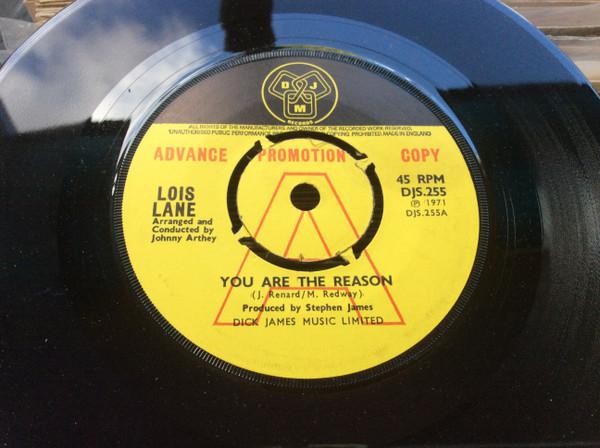 D J
M
RECORDS
ALL RIGHTS OF THE MANUFACTURERS AND OWNER OF THE RECORDED WORK RESERVED.
UNAUTHORISED PUBLIC PERFORMANCE COPYING PROHIBITED. MADE IN ENGLAND
ADVANCE PROMOTION COPY
45 RPM
DJS.255
Ⓟ 1971
DJS.255A
LOIS
LANE
Arranged and
Conducted by
Johnny Arthey
A
YOU ARE THE REASON
(J. Renard/M. Redway)
Produced by Stephen James
DICK JAMES MUSIC LIMITED